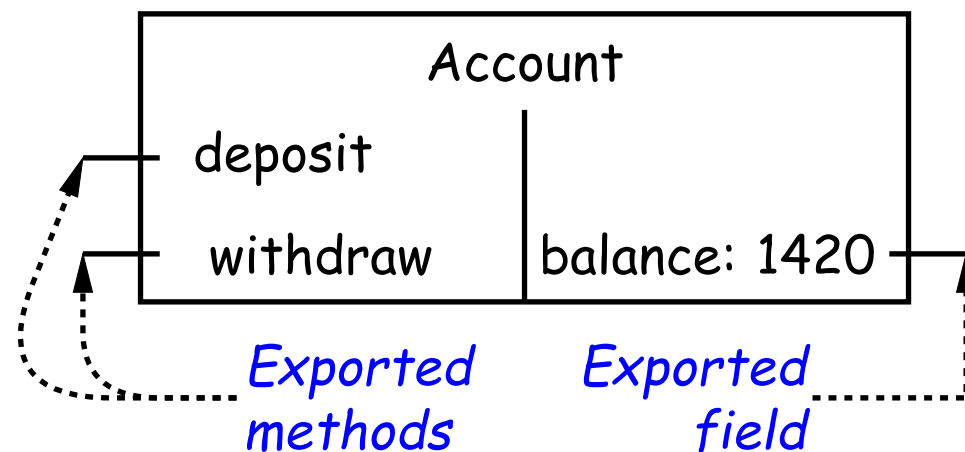 Account
deposit
withdraw
balance: 1420
Exported
methods
Exported
field